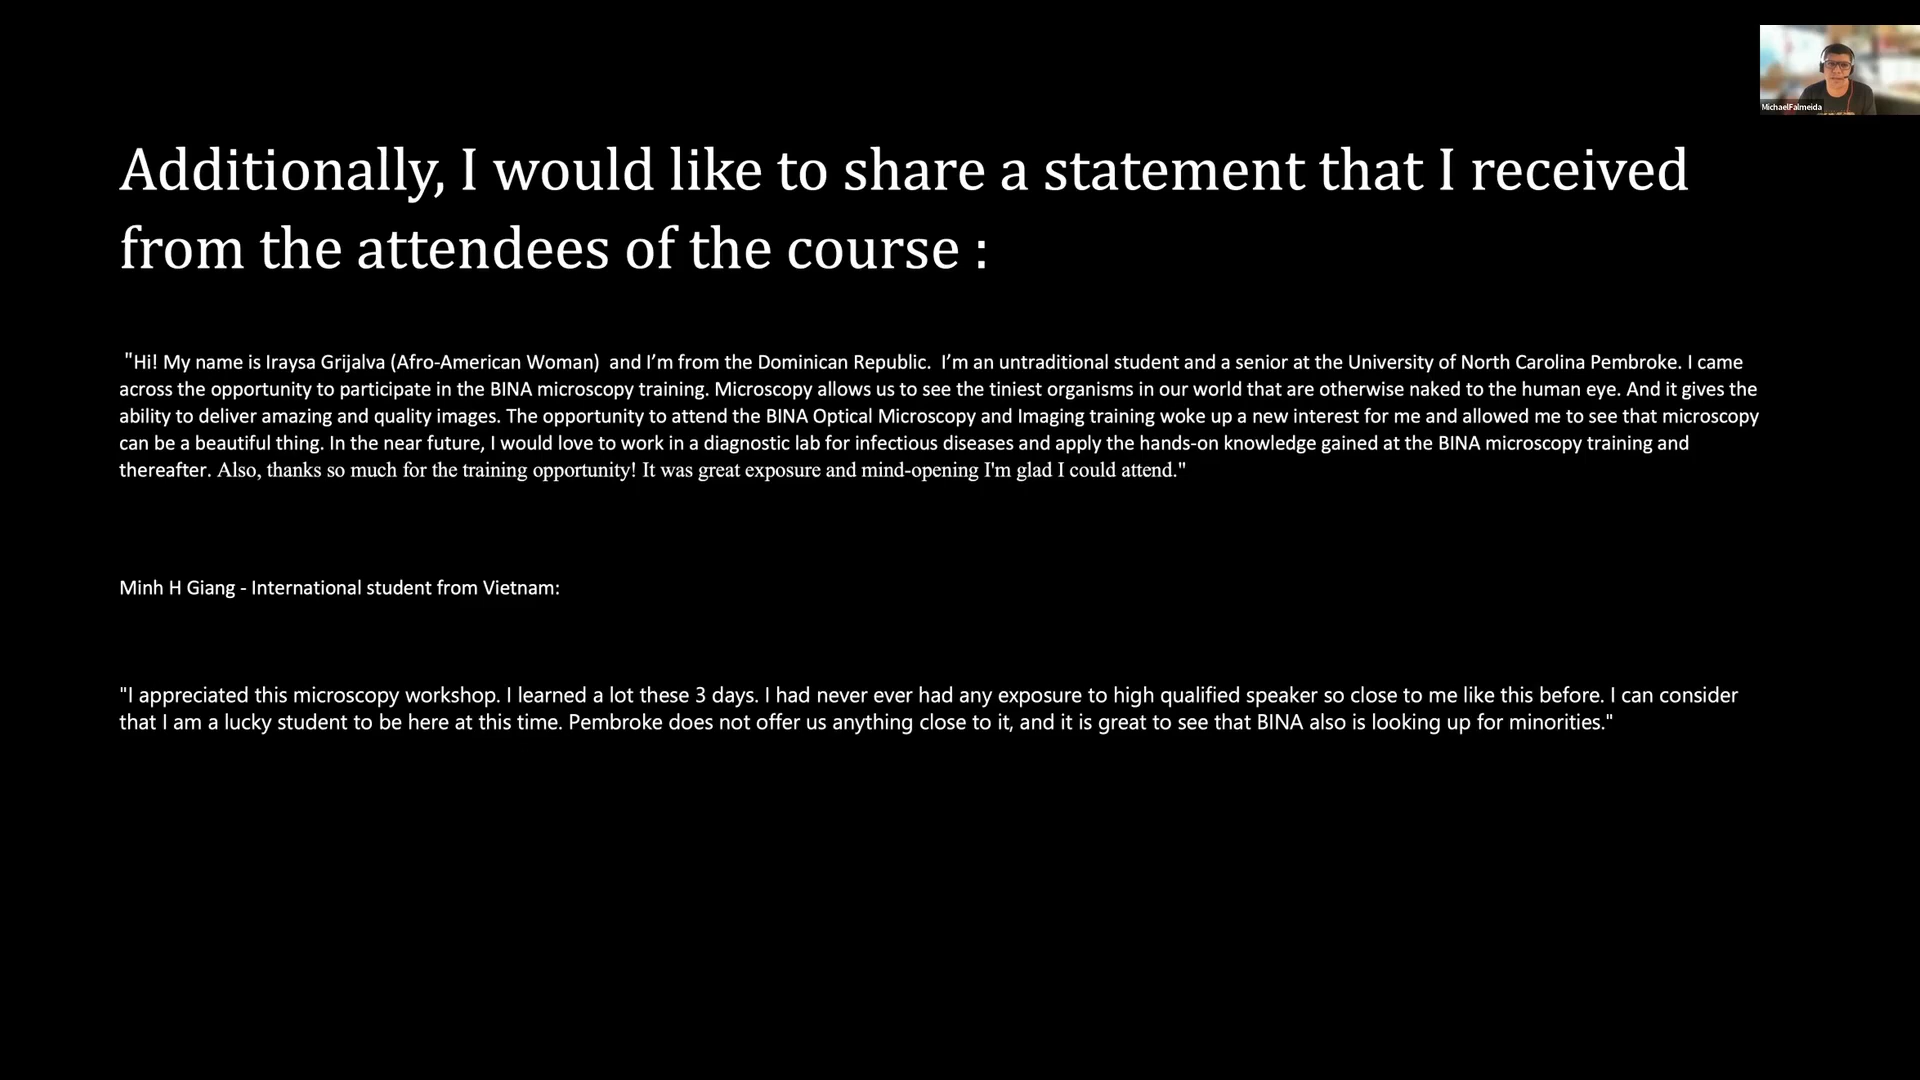 MichaelFalmeida
Additionally, I would like to share a statement that I received
from the attendees of the course :
"Hi! My name is Iraysa Grijalva (Afro-American Woman)  and I’m from the Dominican Republic.  I’m an untraditional student and a senior at the University of North Carolina Pembroke. I came
across the opportunity to participate in the BINA microscopy training. Microscopy allows us to see the tiniest organisms in our world that are otherwise naked to the human eye. And it gives the
ability to deliver amazing and quality images. The opportunity to attend the BINA Optical Microscopy and Imaging training woke up a new interest for me and allowed me to see that microscopy
can be a beautiful thing. In the near future, I would love to work in a diagnostic lab for infectious diseases and apply the hands-on knowledge gained at the BINA microscopy training and
thereafter. Also, thanks so much for the training opportunity! It was great exposure and mind-opening I'm glad I could attend."
Minh H Giang - International student from Vietnam:
"I appreciated this microscopy workshop. I learned a lot these 3 days. I had never ever had any exposure to high qualified speaker so close to me like this before. I can consider
that I am a lucky student to be here at this time. Pembroke does not offer us anything close to it, and it is great to see that BINA also is looking up for minorities."